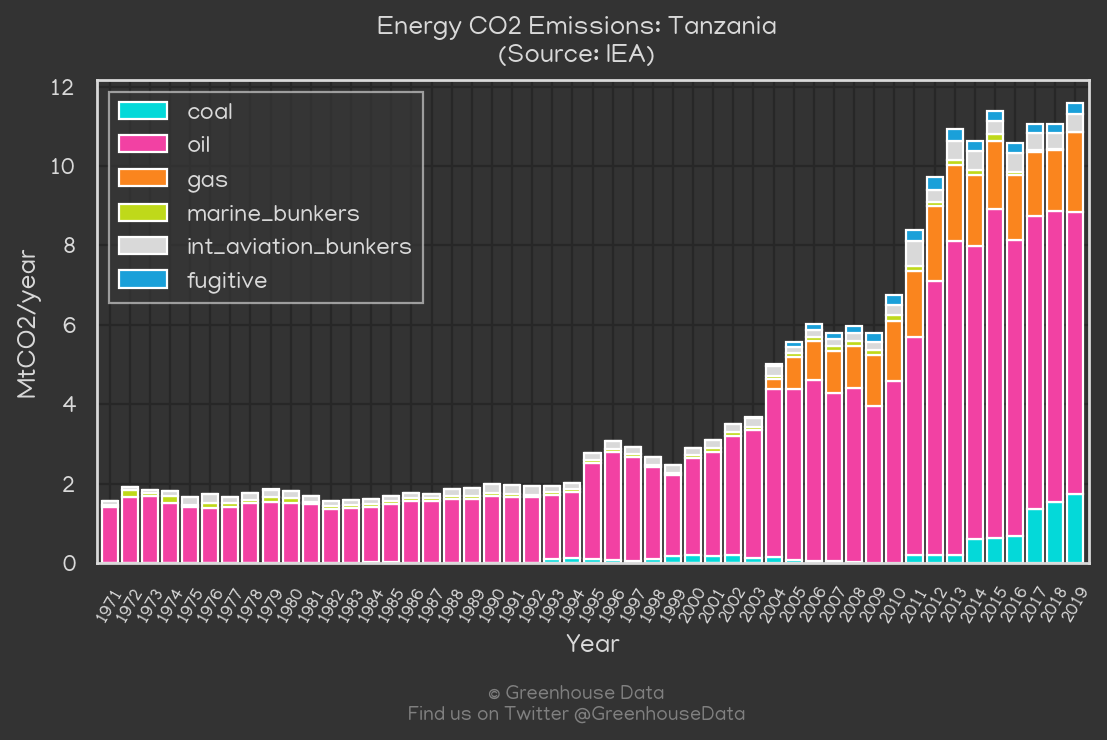 Energy CO2 Emissions: Tanzania
(Source: IEA)
12
10
8
6
4
2
0
MtCO2/year
coal
oil
gas
marine_bunkers
int_aviation_bunkers
fugitive
1971 1972 1973 1974 1975 1976 1977 1978 1979 1980 1981 1982 1983 1984 1985 1986 1987 1988 1989 1990 1991 1992 1993 1994 1995 1996 1997 1998 1999 2000 2001 2002 2003 2004 2005 2006 2007 2008 2009 2010 2011 2012 2013 2014 2015 2016 2017 2018 2019
Year
© Greenhouse Data
Find us on Twitter @GreenhouseData